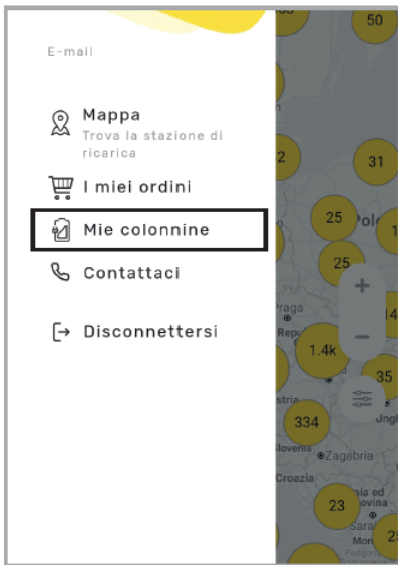 E-mail
Mappa
Trova la stazione di
ricarica
I miei ordini
Mie colonnine
Contattaci
Disconnettersi
50
31
25
25
+
14
−
1.4k
35
334
23
Praga
Zagabria
Croazia